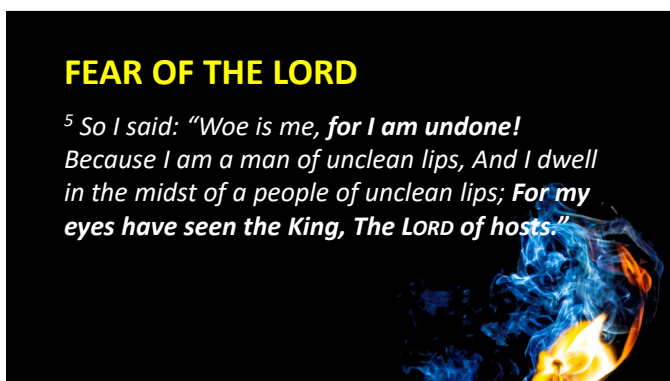 FEAR OF THE LORD
⁵ So I said: “Woe is me, for I am undone!
Because I am a man of unclean lips, And I dwell
in the midst of a people of unclean lips; For my
eyes have seen the King, The LORD of hosts.”